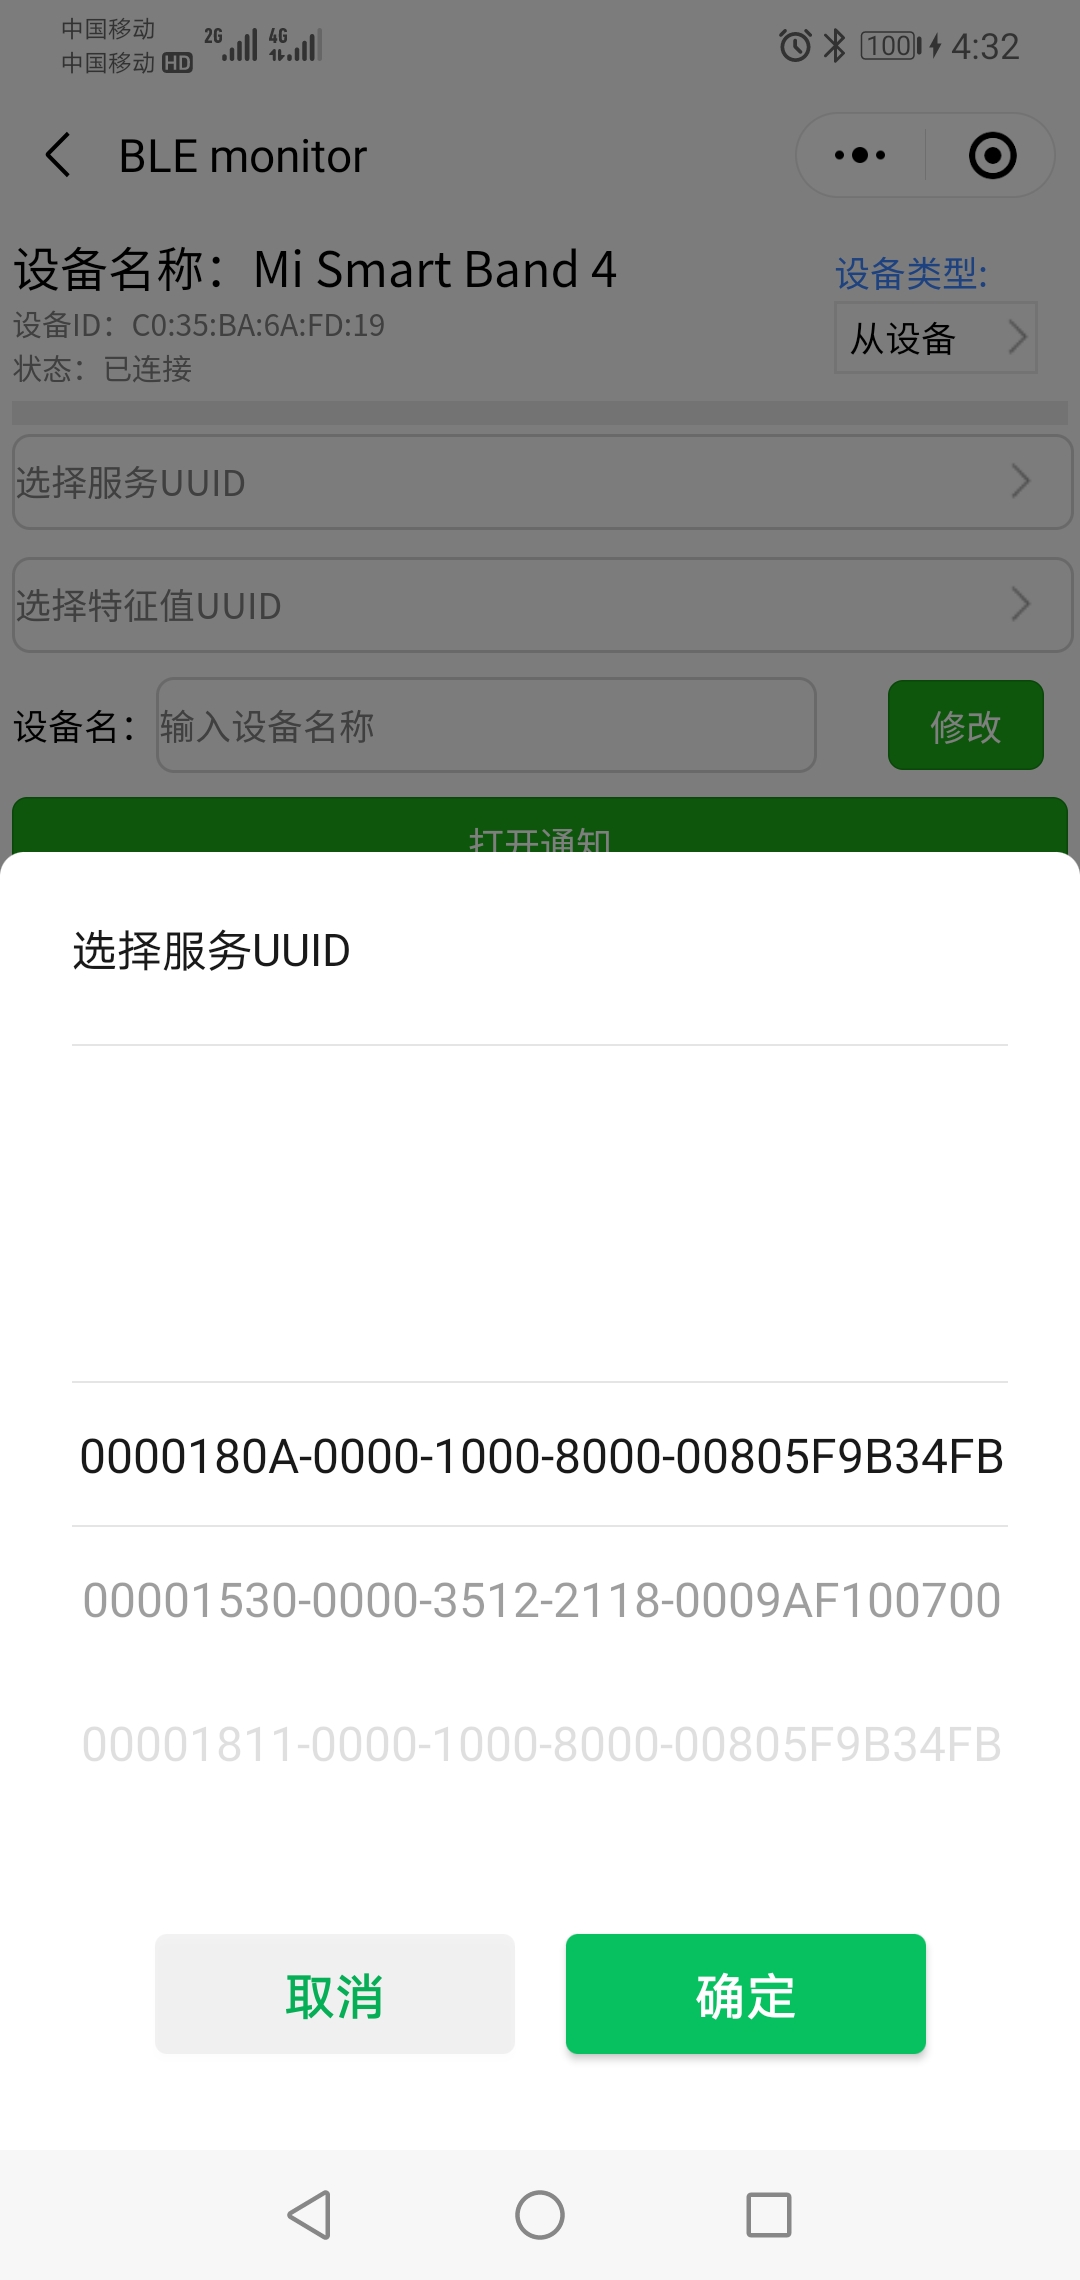 中国移动
中国移动 HD
2G 4G 100 4:32
BLE monitor
设备名称：Mi Smart Band 4
设备类型:
设备ID：C0:35:BA:6A:FD:19
从设备
状态：已连接
选择服务UUID
选择特征值UUID
设备名：
输入设备名称
修改
打开通知
选择服务UUID
0000180A-0000-1000-8000-00805F9B34FB
00001530-0000-3512-2118-0009AF100700
00001811-0000-1000-8000-00805F9B34FB
取消
确定